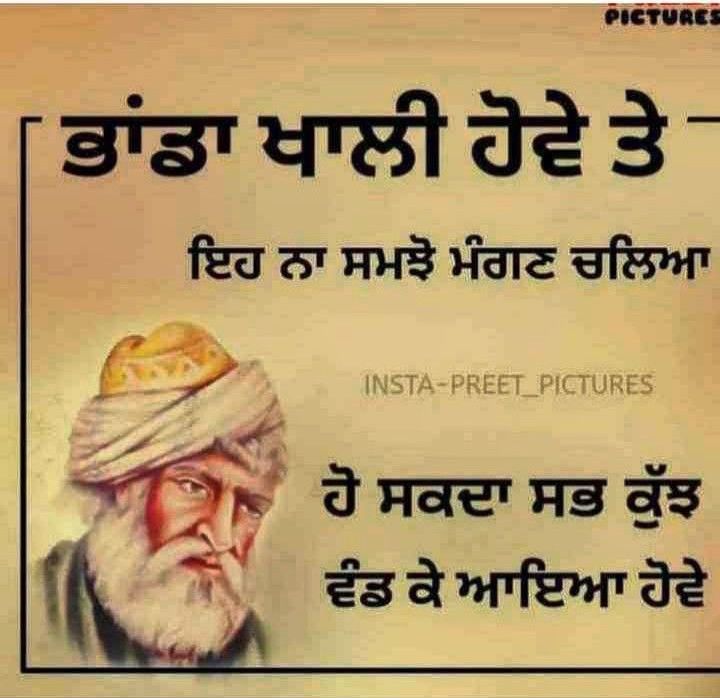 PICTURES
ਭਾਂਡਾ ਖਾਲੀ ਹੋਵੇ ਤੇ
ਇਹ ਨਾ ਸਮਝੋ ਮੰਗਣ ਚਲਿਆ
INSTA-PREET_PICTURES
ਹੋ ਸਕਦਾ ਸਭ ਕੁੱਝ
ਵੰਡ ਕੇ ਆਇਆ ਹੋਵੇ